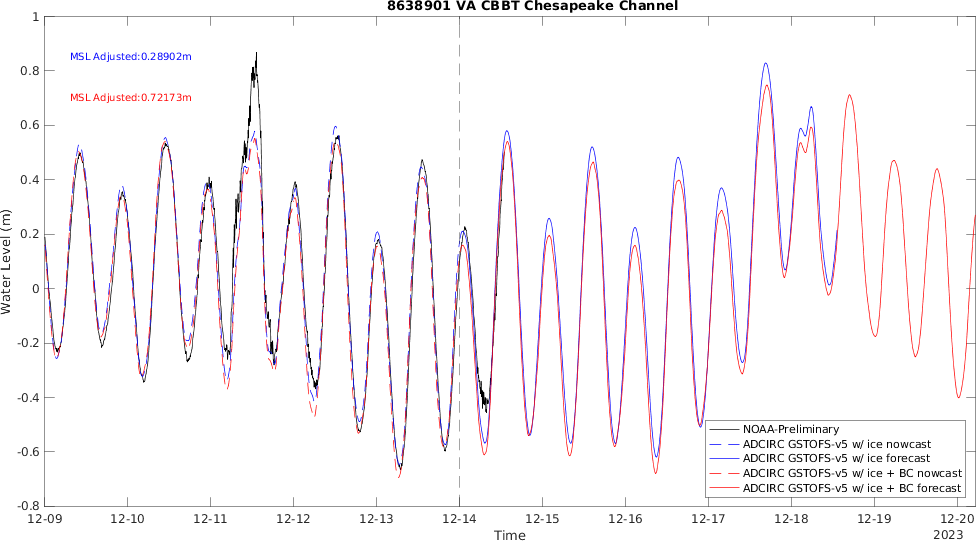 8638901 VA CBBT Chesapeake Channel
MSL Adjusted:0.28902m
MSL Adjusted:0.72173m
Water Level (m)
1
0.8
0.6
0.4
0.2
0
-0.2
-0.4
-0.6
-0.8
NOAA-Preliminary
ADCIRC GSTOFS-v5 w/ ice nowcast
ADCIRC GSTOFS-v5 w/ ice forecast
ADCIRC GSTOFS-v5 w/ ice + BC nowcast
ADCIRC GSTOFS-v5 w/ ice + BC forecast
12-09 12-10 12-11 12-12 12-13 12-14 12-15 12-16 12-17 12-18 12-19 12-20
2023
Time